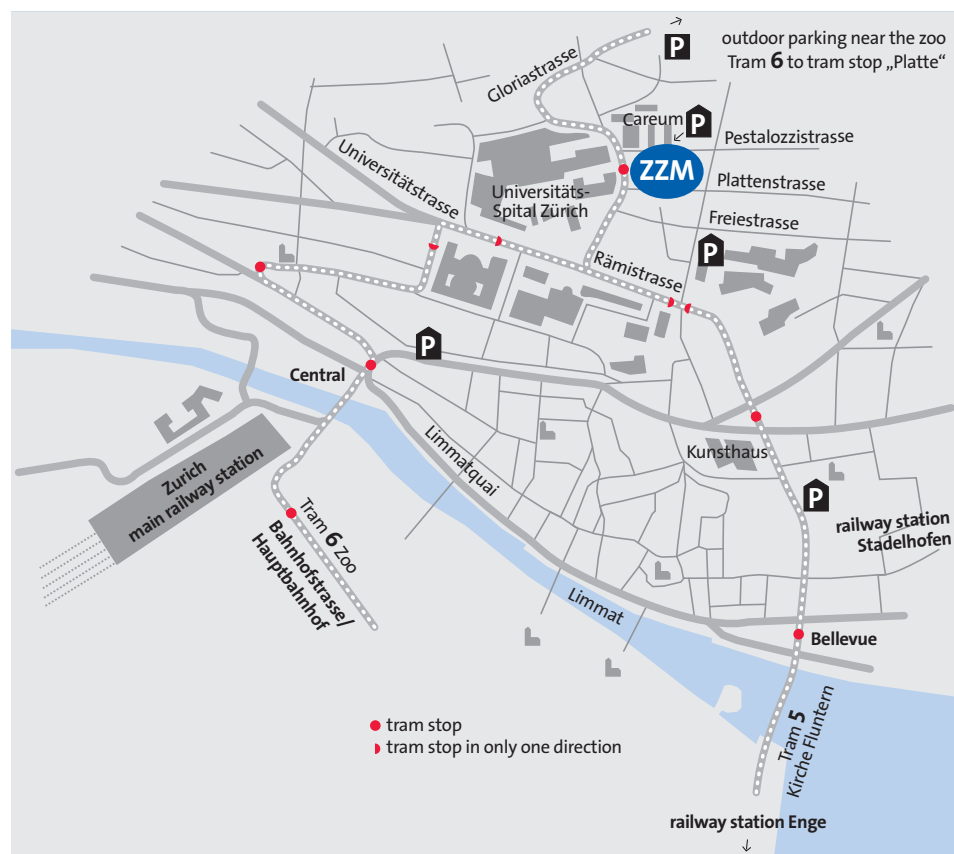 P
outdoor parking near the zoo
Tram 6 to tram stop „Platte“
Gloriastrasse
Careum
P
Pestalozzistrasse
ZZM
Plattenstrasse
Universitätstrasse
Universitäts-
Spital Zürich
Freiestrasse
P
Rämistrasse
P
Central
Limmatquai
Kunsthaus
Zurich
main railway station
P
railway station
Stadelhofen
Tram 6 Zoo
Bahnhofstrasse/
Hauptbahnhof
Limmat
Bellevue
Tram 5
Kirche Fluntern
tram stop
tram stop in only one direction
railway station Enge